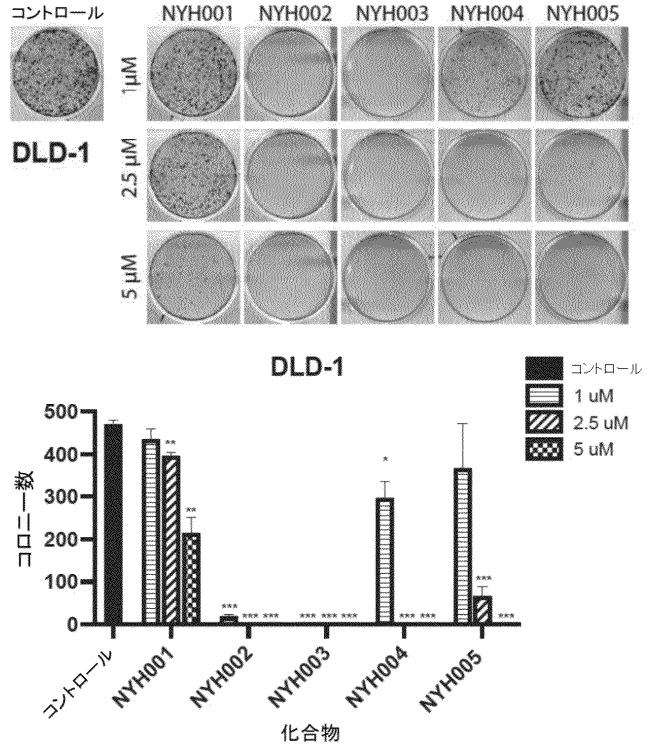 コントロール NYH001 NYH002 NYH003 NYH004 NYH005
1μM
DLD-1
2.5 μM
5 μM
DLD-1
コントロール
1 uM
2.5 uM
5 uM
コロニー数
500
400
300
200
100
0
** ** *** *** *** *** *** *** * *** *** *** ***
コントロール NYH001 NYH002 NYH003 NYH004 NYH005
化合物